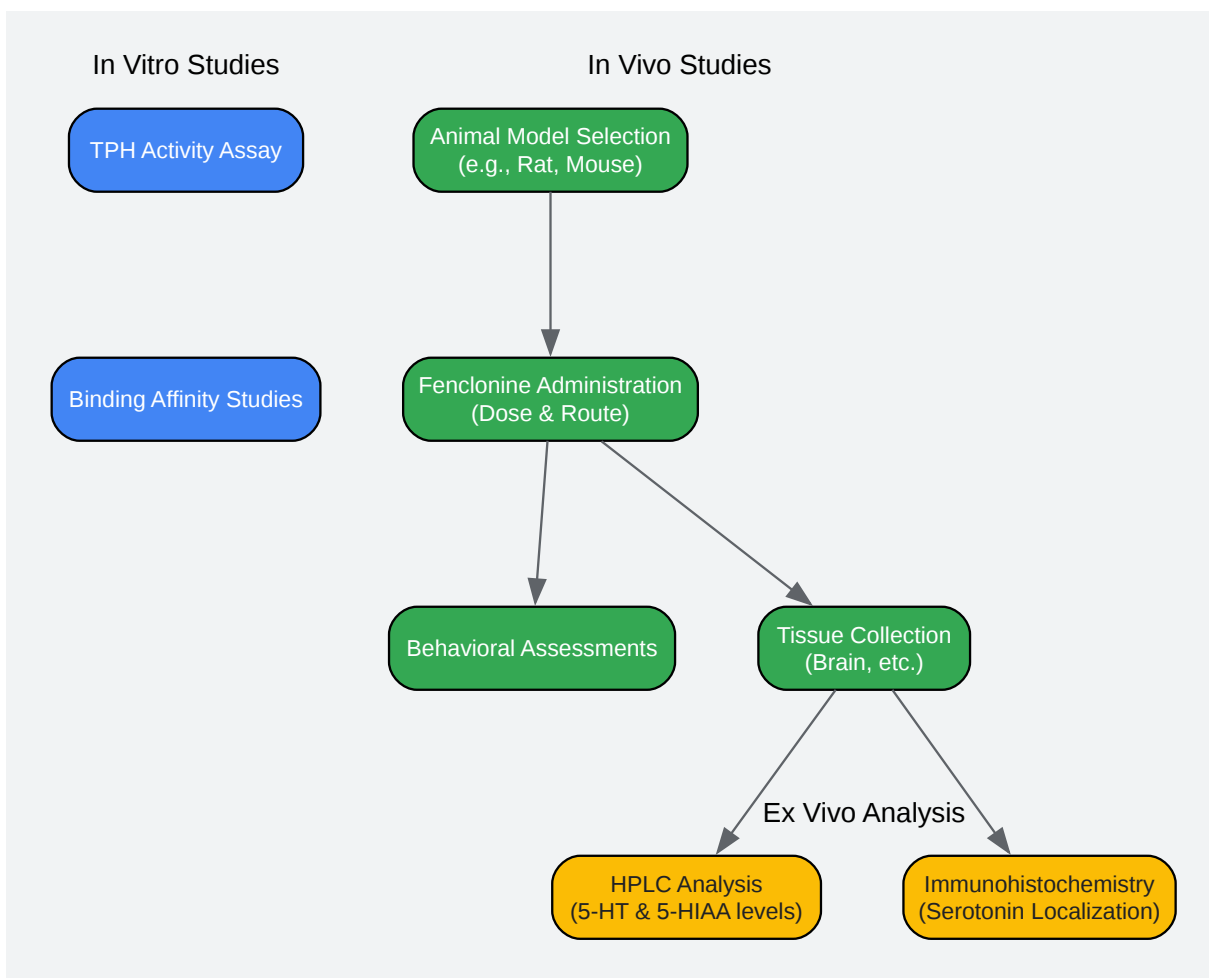 In Vitro Studies
In Vivo Studies
TPH Activity Assay
Animal Model Selection
(e.g., Rat, Mouse)
Binding Affinity Studies
Fenclonine Administration
(Dose & Route)
Behavioral Assessments
Tissue Collection
(Brain, etc.)
Ex Vivo Analysis
HPLC Analysis
(5-HT & 5-HIAA levels)
Immunohistochemistry
(Serotonin Localization)